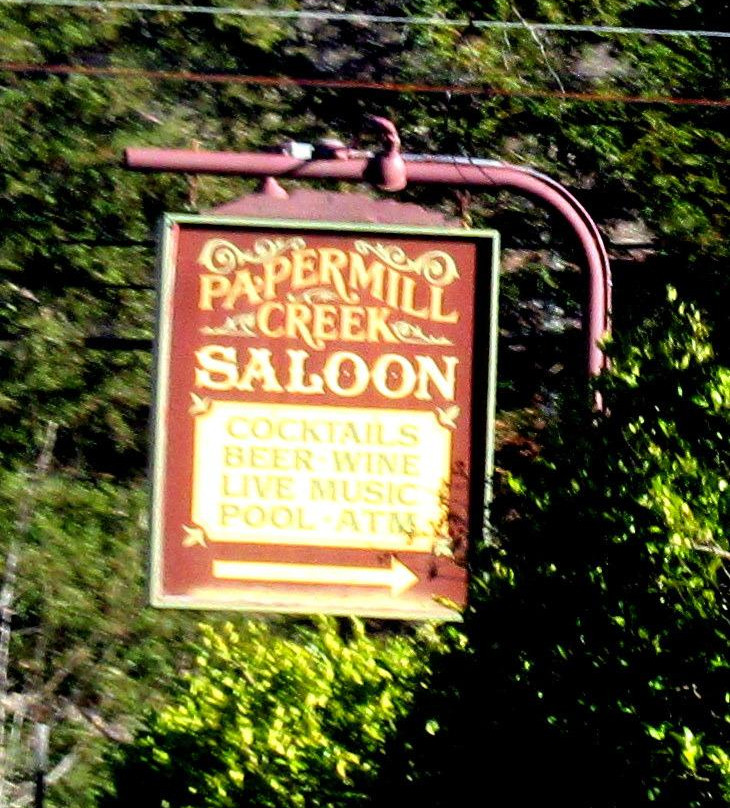 PAPERMILL
CREEK
SALOON
COCKTAILS
BEER · WINE
LIVE MUSIC
POOL · ATM